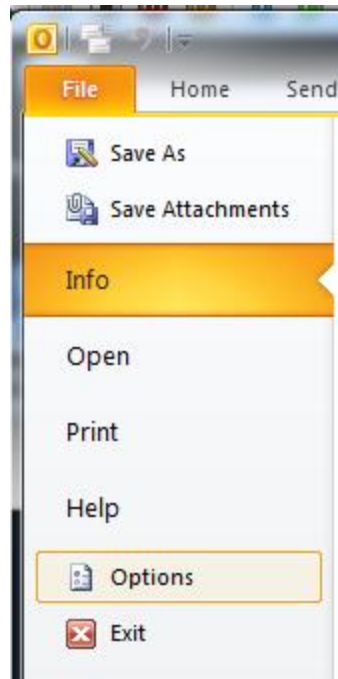 File Home Send
Save As
Save Attachments
Info
Open
Print
Help
Options
Exit